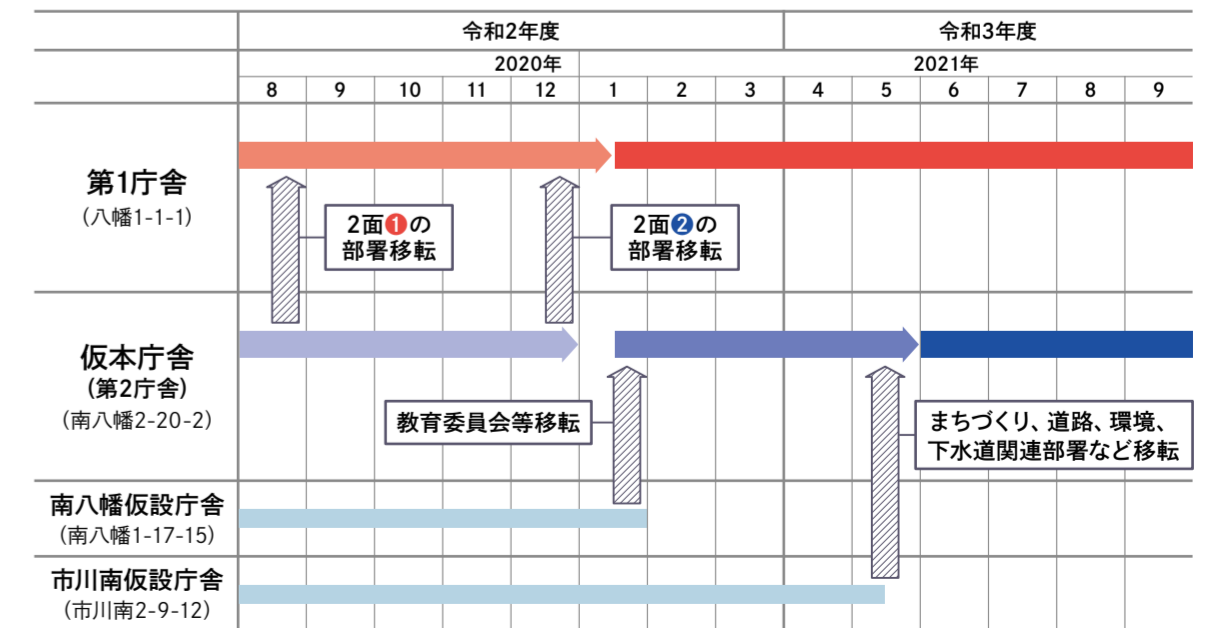 令和2年度
令和3年度
2020年
2021年
8 9 10 11 12 1 2 3 4 5 6 7 8 9
第1庁舎
(八幡1-1-1)
2面❶の
部署移転
2面❷の
部署移転
仮本庁舎
(第2庁舎)
(南八幡2-20-2)
教育委員会等移転
まちづくり、道路、環境、
下水道関連部署など移転
南八幡仮設庁舎
(南八幡1-17-15)
市川南仮設庁舎
(市川南2-9-12)